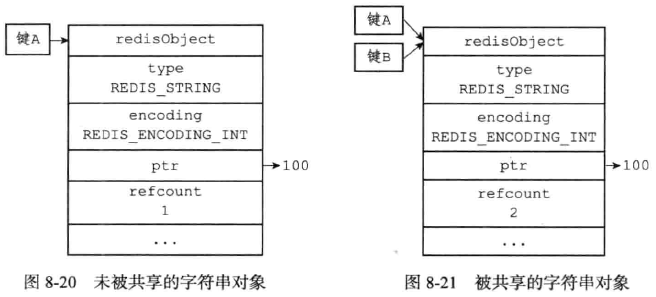 键A
redisObject
type
REDIS_STRING
encoding
REDIS_ENCODING_INT
ptr
100
refcount
1
...
图 8-20 未被共享的字符串对象
键A
键B
redisObject
type
REDIS_STRING
encoding
REDIS_ENCODING_INT
ptr
100
refcount
2
...
图 8-21 被共享的字符串对象